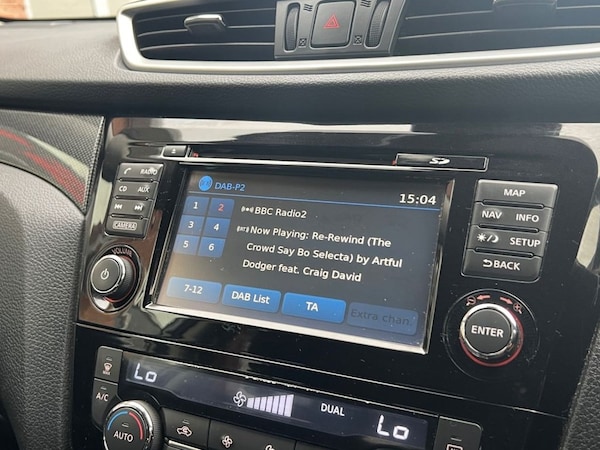 DAB-P2
15:04
1 2
3 4
5 6
BBC Radio2
Now Playing: Re-Rewind (The
Crowd Say Bo Selecta) by Artful
Dodger feat. Craig David
7-12
DAB List
TA
Extra chan.
RADIO
CD AUX
CAMERA
VOLUME
SD
MAP
NAV INFO
SETUP
BACK
ENTER
MAX
A/C
AUTO
Lo
DUAL
Lo